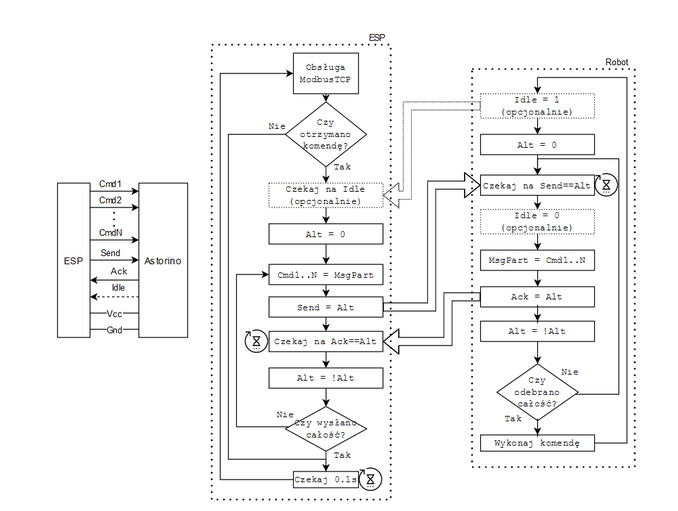 Cmd1
Cmd2
CmdN
Send
Ack
Idle
Vcc
Gnd
ESP
Astorino
ESP
Obsługa
ModbusTCP
Czy
otrzymano
komendę?
Nie
Tak
Czekaj na Idle
(opcjonalnie)
Alt = 0
Cmd1..N = MsgPart
Send = Alt
Czekaj na Ack==Alt
Alt = !Alt
Czy wysłano
całość?
Nie
Tak
Czekaj 0.1s
Robot
Idle = 1
(opcjonalnie)
Alt = 0
Czekaj na Send==Alt
Idle = 0
(opcjonalnie)
MsgPart = Cmd1..N
Ack = Alt
Alt = !Alt
Czy
odebrano
całość?
Nie
Tak
Wykonaj komendę